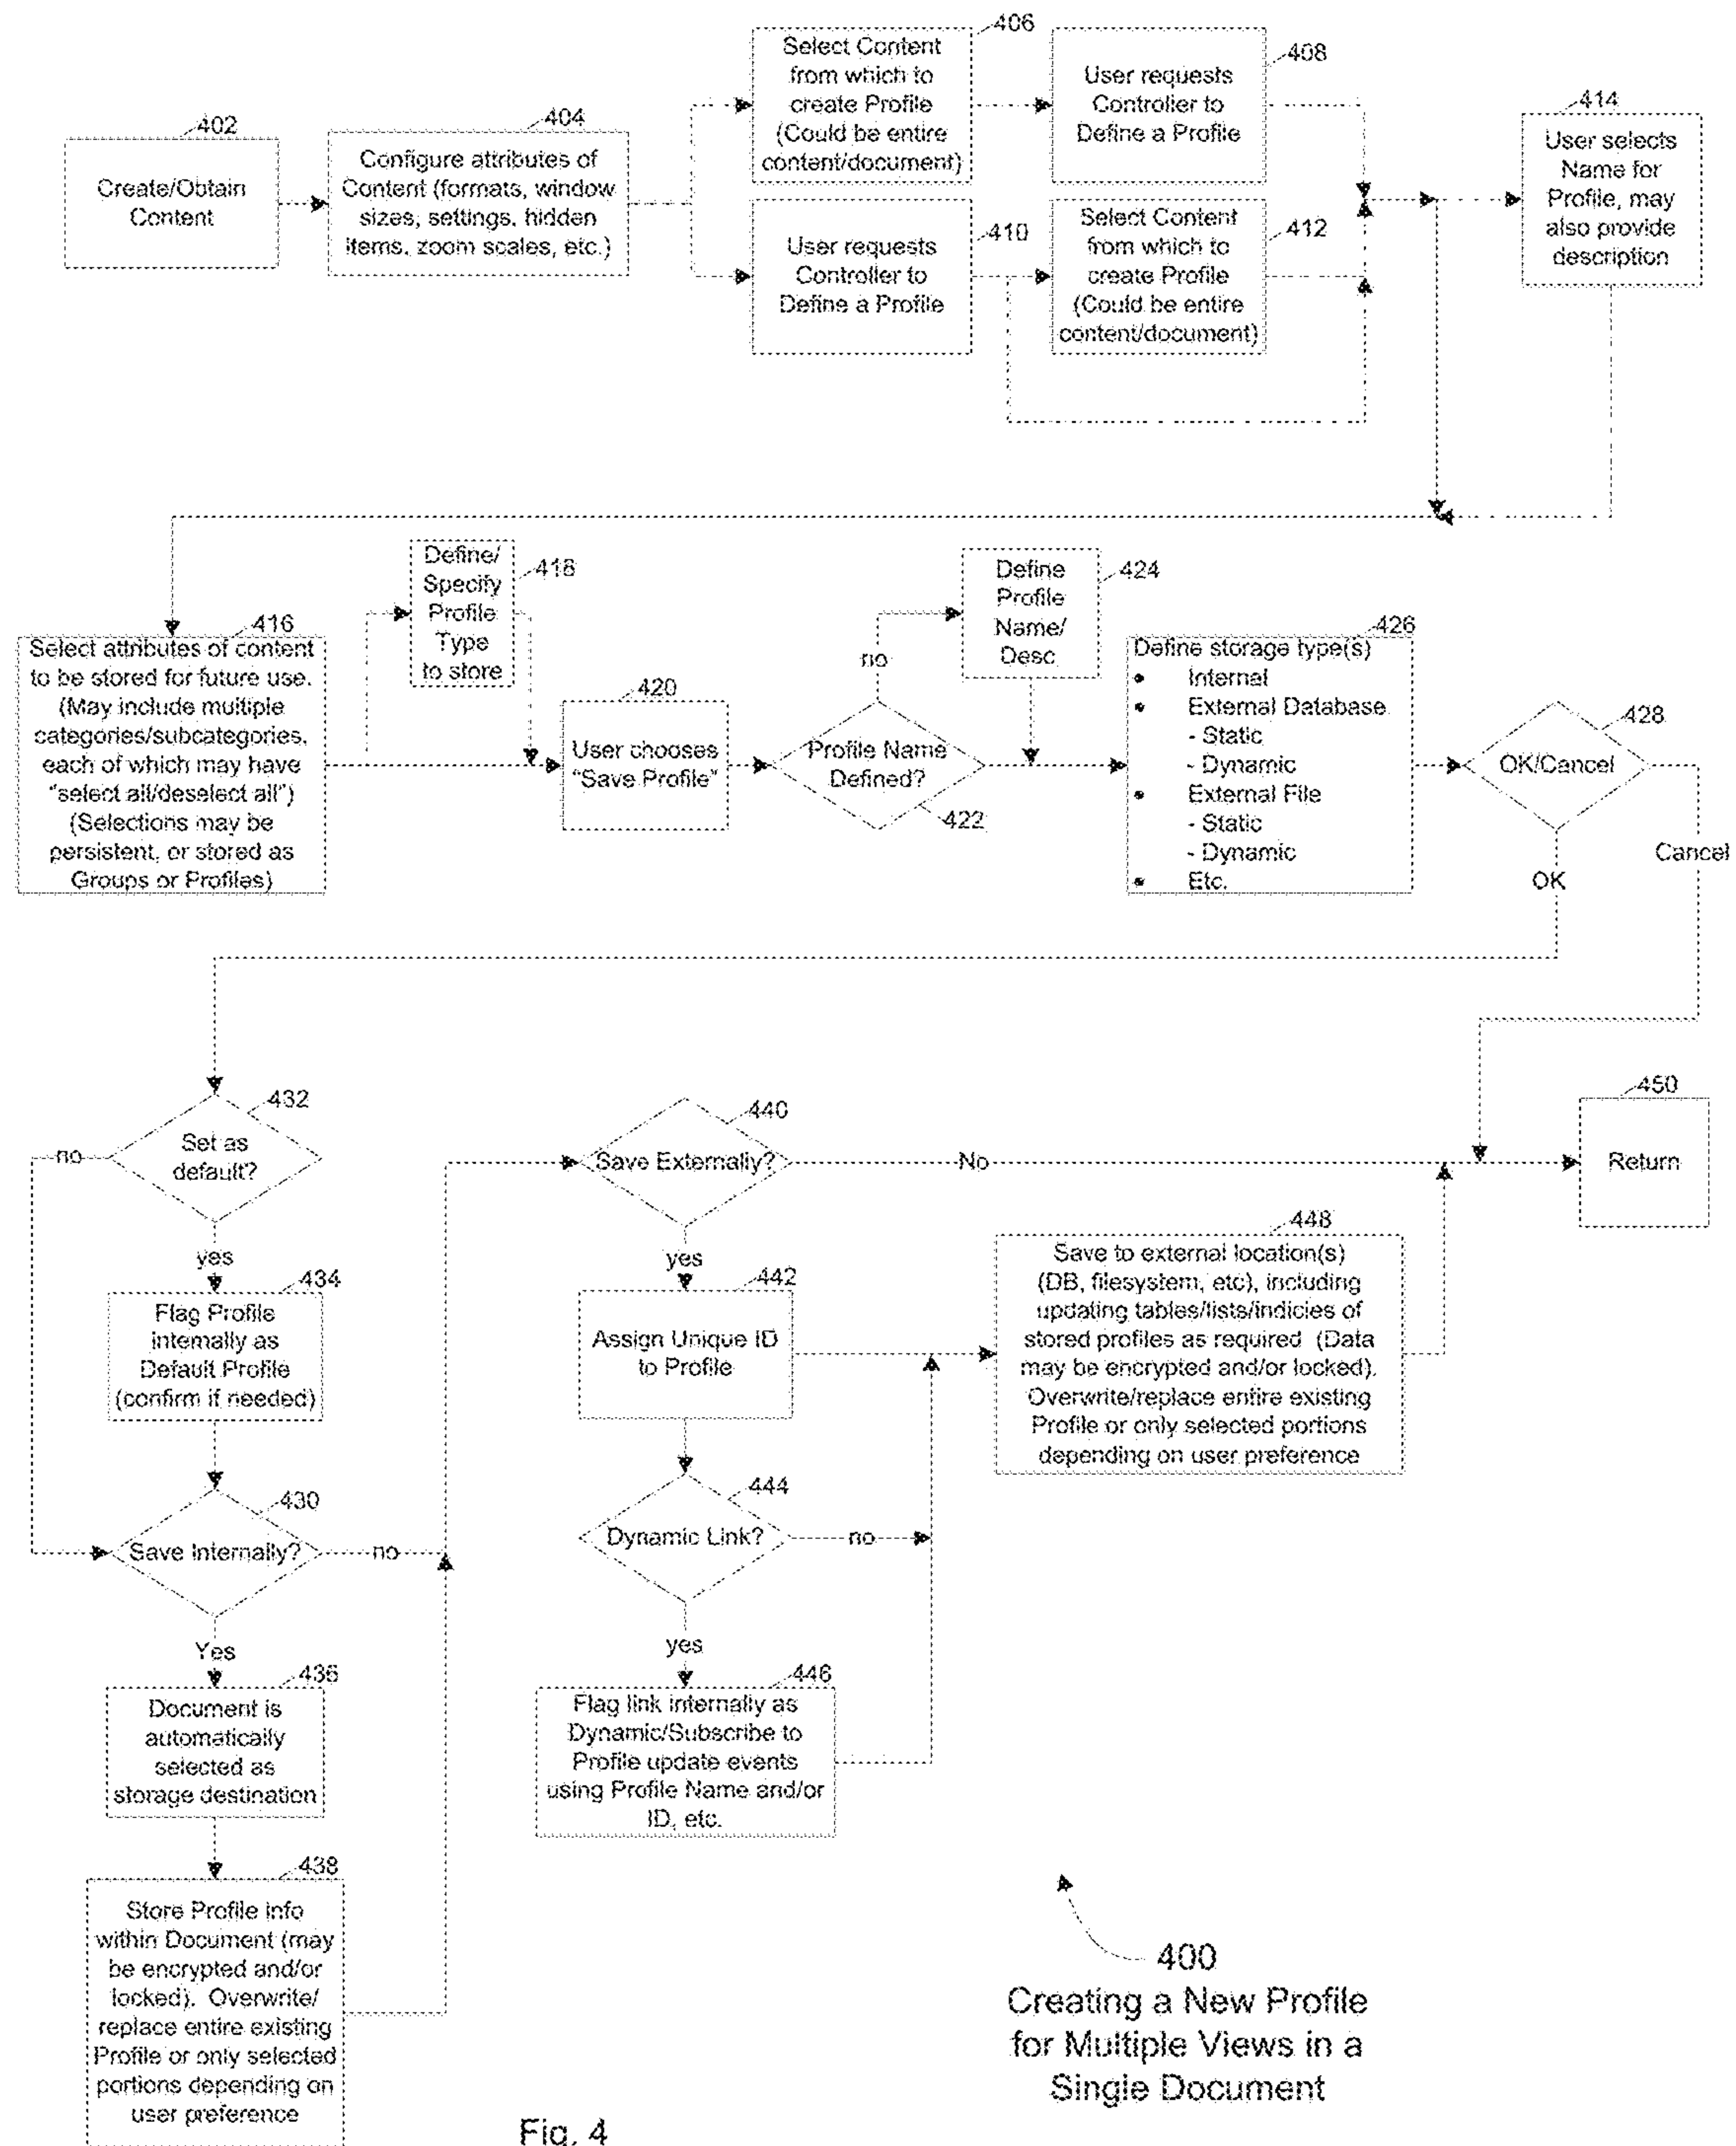 402
Create/Obtain
Content
404
Configure attributes of
Content (formats, window
sizes, settings, hidden
items, zoom scales, etc.)
406
Select Content
from which to
create Profile
(Could be entire
content/document)
408
User requests
Controller to
Define a Profile
410
User requests
Controller to
Define a Profile
412
Select Content
from which to
create Profile
(Could be entire
content/document)
414
User selects
Name for
Profile, may
also provide
description
416
Select attributes of content
to be stored for future use.
(May include multiple
categories/subcategories,
each of which may have
"select all/deselect all")
(Selections may be
persistent, or stored as
Groups or Profiles)
418
Define/
Specify
Profile
Type
to store
420
User chooses
"Save Profile"
422
Profile Name
Defined?
no
424
Define
Profile
Name/
Desc
426
Define storage type(s)
• Internal
• External Database
- Static
- Dynamic
• External File
- Static
- Dynamic
• Etc.
428
OK/Cancel
OK
Cancel
432
Set as
default?
no
yes
434
Flag Profile
internally as
Default Profile
(confirm if needed)
430
Save Internally?
no
Yes
436
Document is
automatically
selected as
storage destination
438
Store Profile info
within Document (may
be encrypted and/or
locked). Overwrite/
replace entire existing
Profile or only selected
portions depending on
user preference
440
Save Externally?
No
yes
442
Assign Unique ID
to Profile
444
Dynamic Link?
no
yes
446
Flag link internally as
Dynamic/Subscribe to
Profile update events
using Profile Name and/or
ID, etc.
448
Save to external location(s)
(DB, filesystem, etc), including
updating tables/lists/indicies of
stored profiles as required (Data
may be encrypted and/or locked).
Overwrite/replace entire existing
Profile or only selected portions
depending on user preference
450
Return
400
Creating a New Profile
for Multiple Views in a
Single Document
Fig. 4